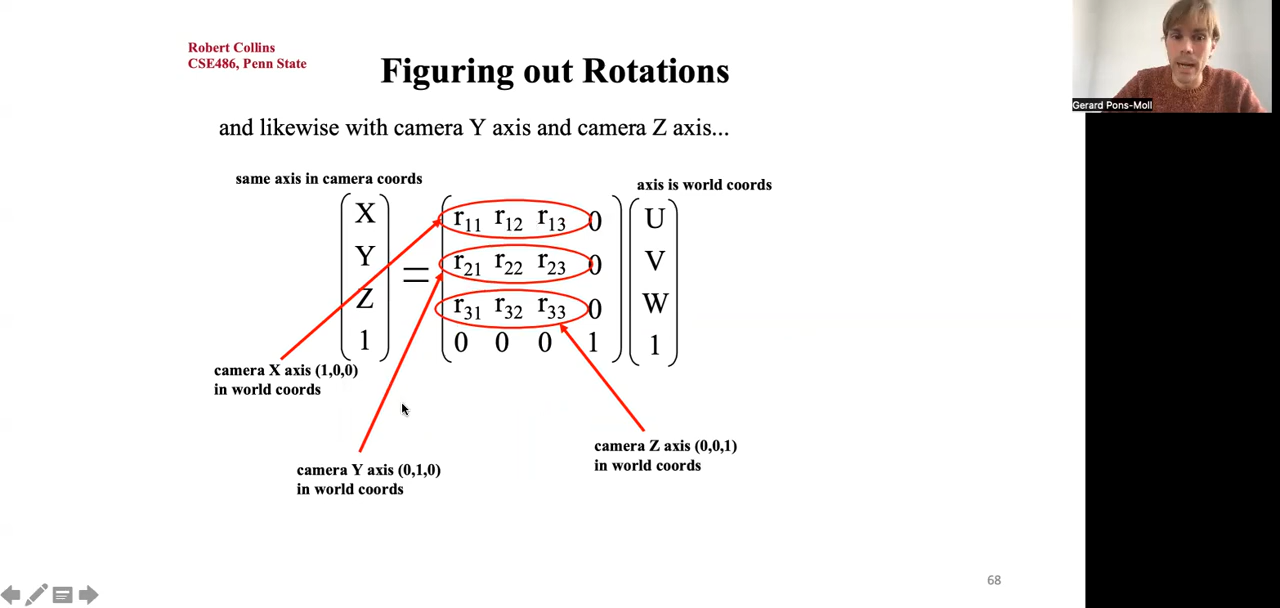 Robert Collins
CSE486, Penn State
Figuring out Rotations
Gerard Pons-Moll
and likewise with camera Y axis and camera Z axis...
same axis in camera coords
axis is world coords
X r11 r12 r13 0 U
Y r21 r22 r23 0 V
=
Z r31 r32 r33 0 W
1 0 0 0 1 1
camera X axis (1,0,0)
in world coords
camera Z axis (0,0,1)
in world coords
camera Y axis (0,1,0)
in world coords
68